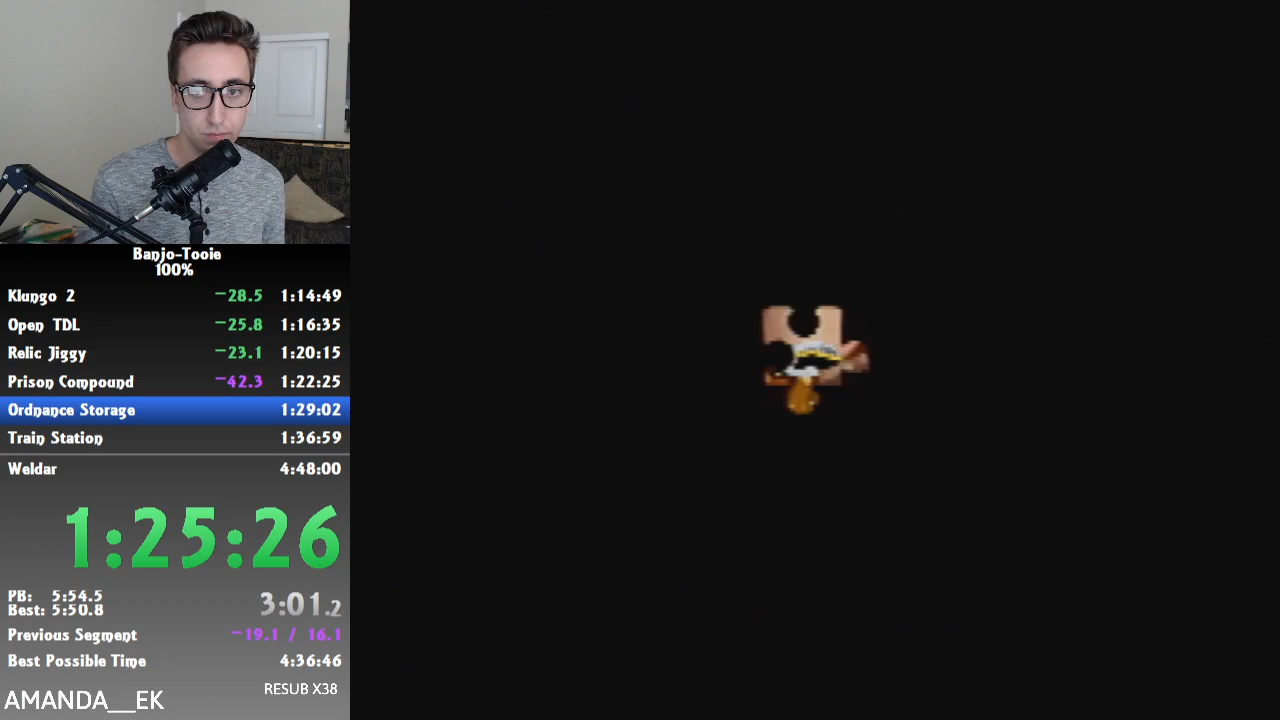 Banjo-Tooie
100%
Klungo 2 -28.5 1:14:49
Open TDL -25.8 1:16:35
Relic Jiggy -23.1 1:20:15
Prison Compound -42.3 1:22:25
Ordnance Storage 1:29:02
Train Station 1:36:59
Weldar 4:48:00
1:25:26
PB: 5:54.5
Best: 5:50.8
3:01.2
Previous Segment -19.1 / 16.1
Best Possible Time 4:36:46
AMANDA__EK RESUB X38